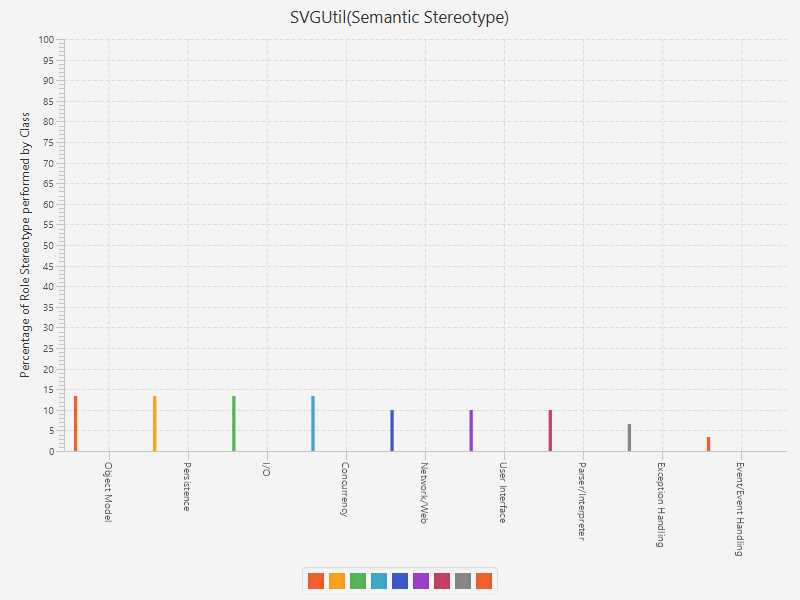 SVGUtil(Semantic Stereotype)
Percentage of Role Stereotype performed by Class
100
95
90
85
80
75
70
65
60
55
50
45
40
35
30
25
20
15
10
5
0
Object Model
Persistence
I/O
Concurrency
Network/Web
User Interface
Parser/Interpreter
Exception Handling
Event/Event Handling